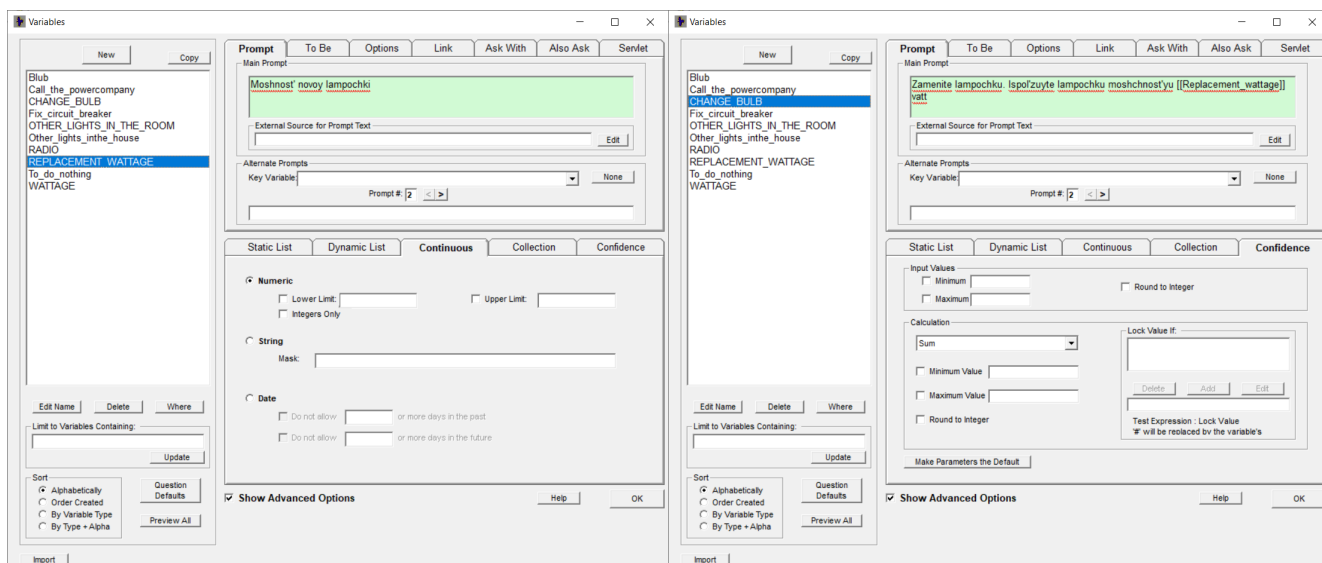 Variables
New
Copy
Blub
Call_the_powercompany
CHANGE_BULB
Fix_circuit_breaker
OTHER_LIGHTS_IN_THE_ROOM
Other_lights_inthe_house
RADIO
REPLACEMENT_WATTAGE
To_do_nothing
WATTAGE
Edit Name Delete Where
Limit to Variables Containing:
Update
Sort
Alphabetically
Order Created
By Variable Type
By Type + Alpha
Question Defaults
Preview All
Import
Prompt To Be Options Link Ask With Also Ask Servlet
Main Prompt
Moshnost' novoy lampochki
External Source for Prompt Text
Edit
Alternate Prompts
Key Variable: None
Prompt #: 2 < >
Static List Dynamic List Continuous Collection Confidence
Numeric
Lower Limit: Upper Limit:
Integers Only
String
Mask:
Date
Do not allow or more days in the past
Do not allow or more days in the future
Show Advanced Options Help OK
Variables
New
Copy
Blub
Call_the_powercompany
CHANGE_BULB
Fix_circuit_breaker
OTHER_LIGHTS_IN_THE_ROOM
Other_lights_inthe_house
RADIO
REPLACEMENT_WATTAGE
To_do_nothing
WATTAGE
Edit Name Delete Where
Limit to Variables Containing:
Update
Sort
Alphabetically
Order Created
By Variable Type
By Type + Alpha
Question Defaults
Preview All
Import
Prompt To Be Options Link Ask With Also Ask Servlet
Main Prompt
Zamenite lampochku. Ispol'zuyte lampochku moshchnost'yu [[Replacement_wattage]]
vatt
External Source for Prompt Text
Edit
Alternate Prompts
Key Variable: None
Prompt #: 2 < >
Static List Dynamic List Continuous Collection Confidence
Input Values
Minimum
Maximum
Round to Integer
Calculation
Sum
Minimum Value
Maximum Value
Round to Integer
Lock Value If:
Delete Add Edit
Test Expression : Lock Value
'#' will be replaced by the variable's
Make Parameters the Default
Show Advanced Options Help OK